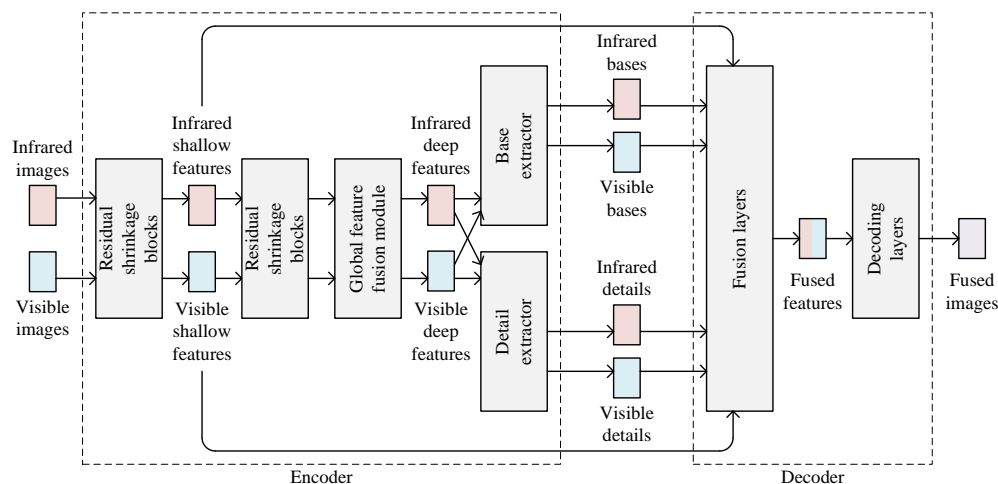 Infrared
images
Visible
images
Residual
shrinkage
blocks
Infrared
shallow
features
Visible
shallow
features
Residual
shrinkage
blocks
Global feature
fusion module
Infrared
deep
features
Visible
deep
features
Base
extractor
Detail
extractor
Infrared
bases
Visible
bases
Infrared
details
Visible
details
Fusion layers
Fused
features
Decoding
layers
Fused
images
Encoder
Decoder